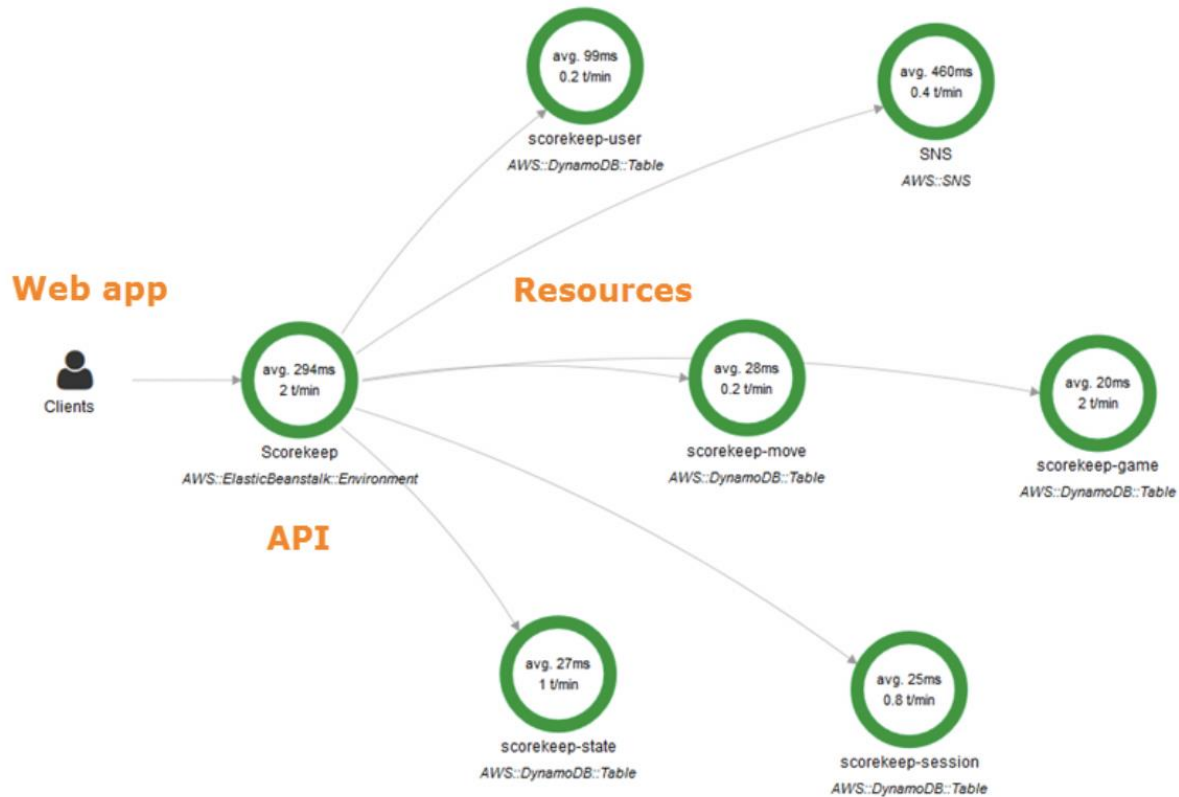 avg. 99ms
0.2 t/min
scorekeep-user
AWS::DynamoDB::Table
avg. 460ms
0.4 t/min
SNS
AWS::SNS
Web app
Resources
Clients
avg. 294ms
2 t/min
Scorekeep
AWS::ElasticBeanstalk::Environment
avg. 28ms
0.2 t/min
scorekeep-move
AWS::DynamoDB::Table
avg. 20ms
2 t/min
scorekeep-game
AWS::DynamoDB::Table
API
avg. 27ms
1 t/min
scorekeep-state
AWS::DynamoDB::Table
avg. 25ms
0.8 t/min
scorekeep-session
AWS::DynamoDB::Table